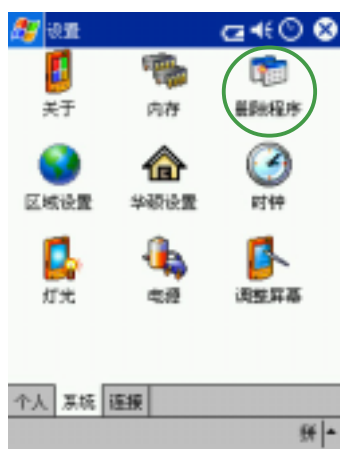 设置
关于 内存 删除程序
区域设置 华硕设置 时钟
灯光 电源 调整屏幕
个人 系统 连接
拼